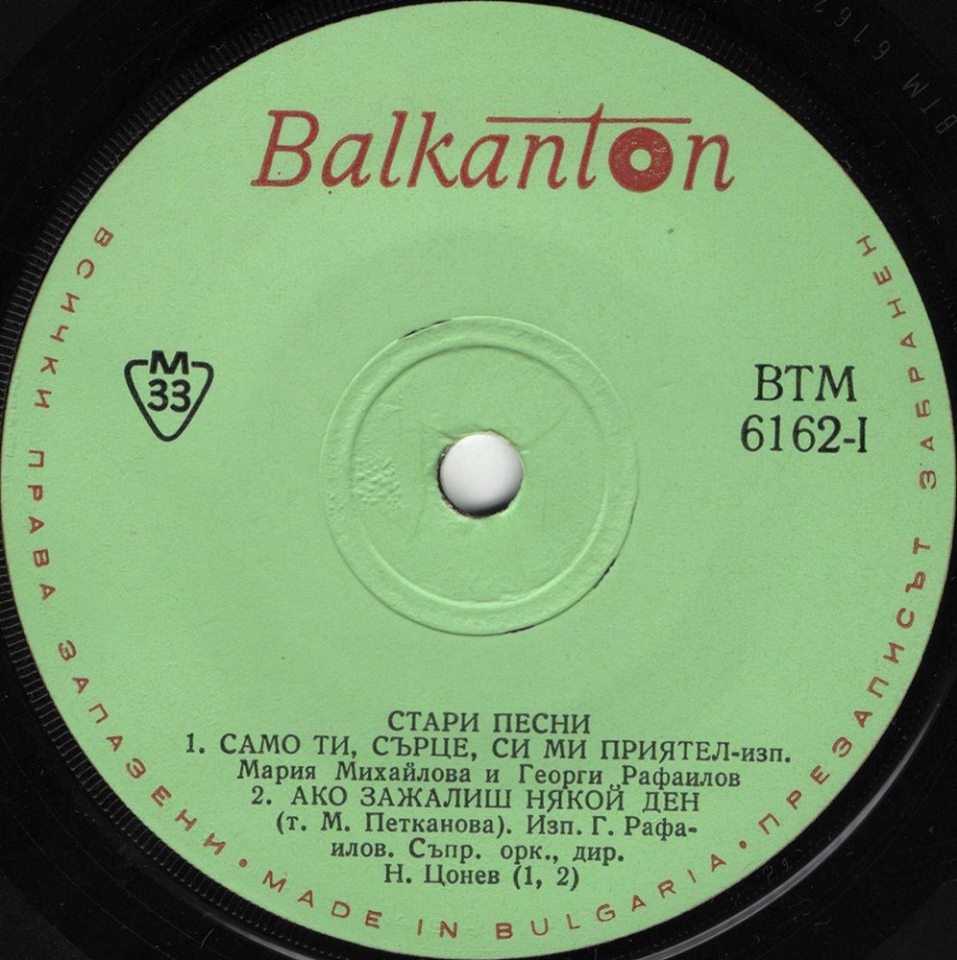 Balkanton
M
33
ВТМ
6162-I
СТАРИ ПЕСНИ
1. САМО ТИ, СЪРЦЕ, СИ МИ ПРИЯТЕЛ-изп.
Мария Михайлова и Георги Рафаилов
2. АКО ЗАЖАЛИШ НЯКОЙ ДЕН
(т. М. Петканова). Изп. Г. Рафа-
илов. Съпр. орк., дир.
Н. Цонев (1, 2)
ВСИЧКИ ПРАВА ЗАПАЗЕНИ • MADE IN BULGARIA • ПРЕЗАПИСЪТ ЗАБРАНЕН
ВТМ 6162